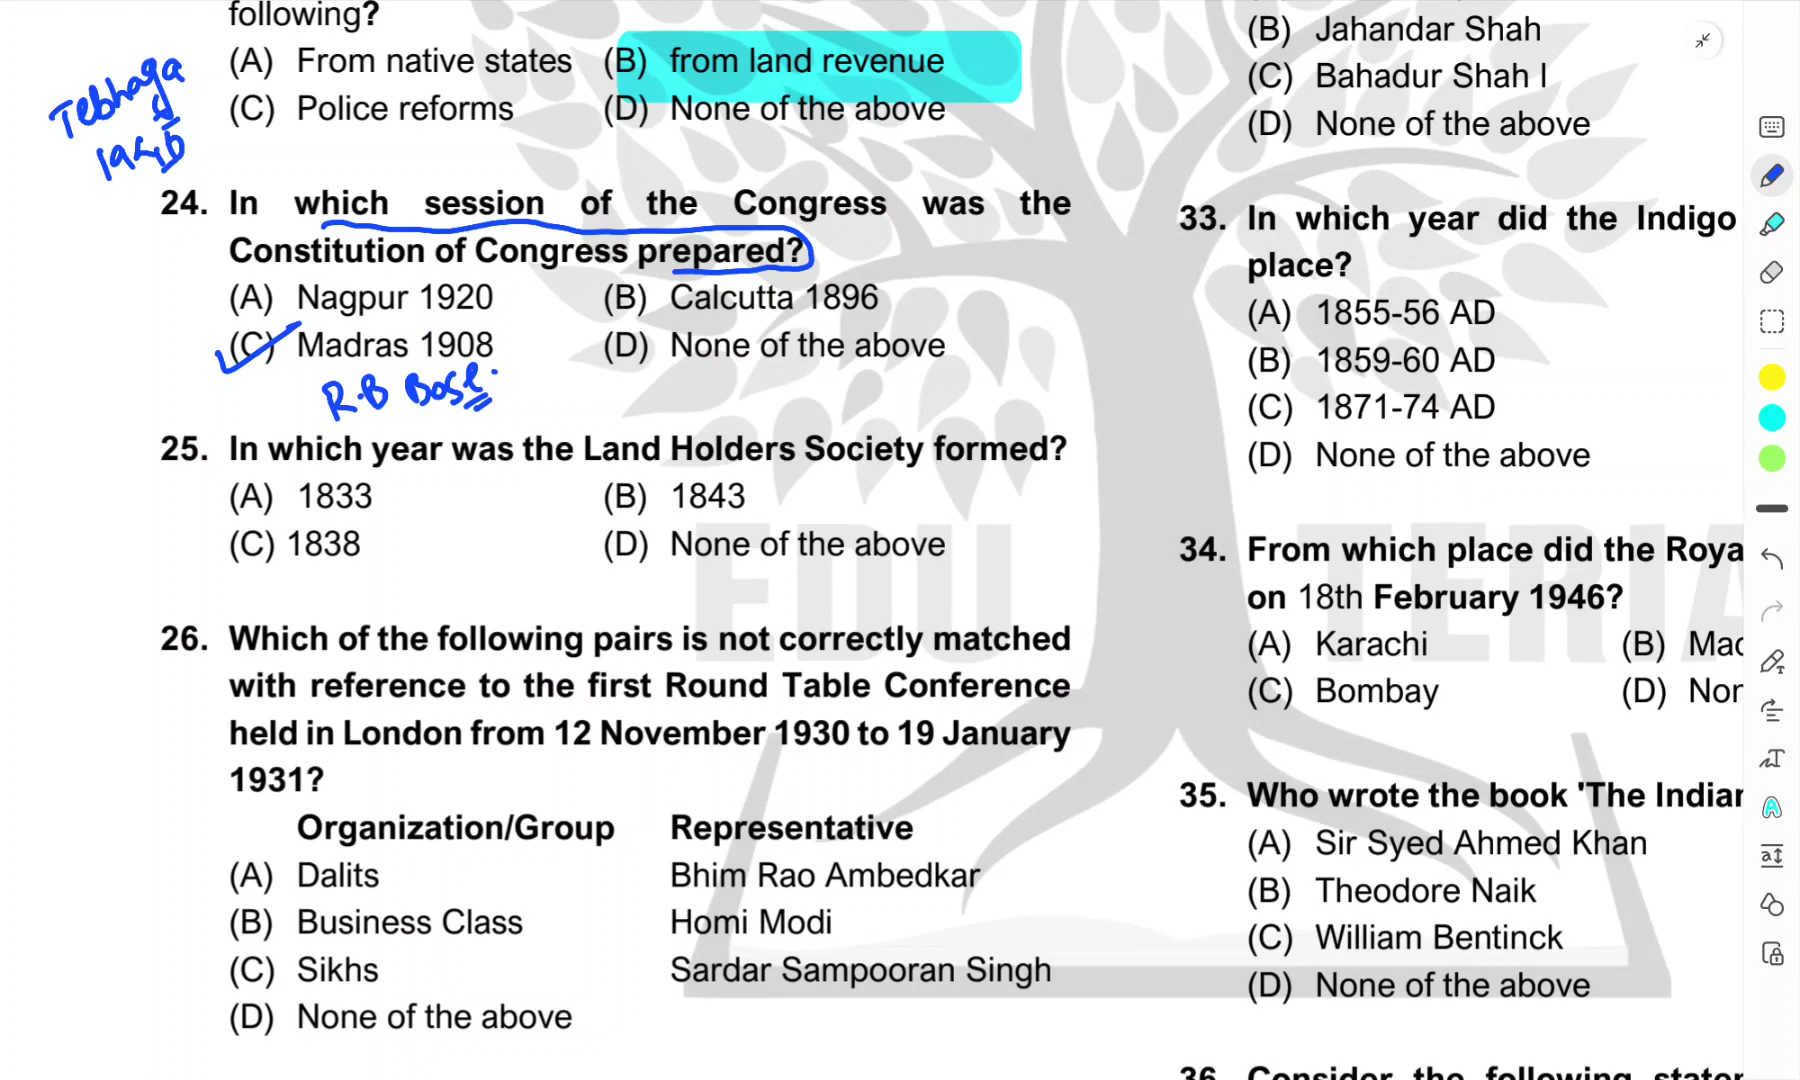 following?
(A) From native states (B) from land revenue
(C) Police reforms (D) None of the above
Tebhaga
24. In which session of the Congress was the
Constitution of Congress prepared?
(A) Nagpur 1920 (B) Calcutta 1896
(C) Madras 1908 (D) None of the above
R.B Bose.
25. In which year was the Land Holders Society formed?
(A) 1833 (B) 1843
(C) 1838 (D) None of the above
26. Which of the following pairs is not correctly matched
with reference to the first Round Table Conference
held in London from 12 November 1930 to 19 January
1931?
Organization/Group Representative
(A) Dalits Bhim Rao Ambedkar
(B) Business Class Homi Modi
(C) Sikhs Sardar Sampooran Singh
(D) None of the above
(B) Jahandar Shah
(C) Bahadur Shah I
(D) None of the above
33. In which year did the Indigo
place?
(A) 1855-56 AD
(B) 1859-60 AD
(C) 1871-74 AD
(D) None of the above
34. From which place did the Roya
on 18th February 1946?
(A) Karachi (B) Mad
(C) Bombay (D) Nor
35. Who wrote the book 'The Indian
(A) Sir Syed Ahmed Khan
(B) Theodore Naik
(C) William Bentinck
(D) None of the above
36. Consider the following stater
EDU TERIA